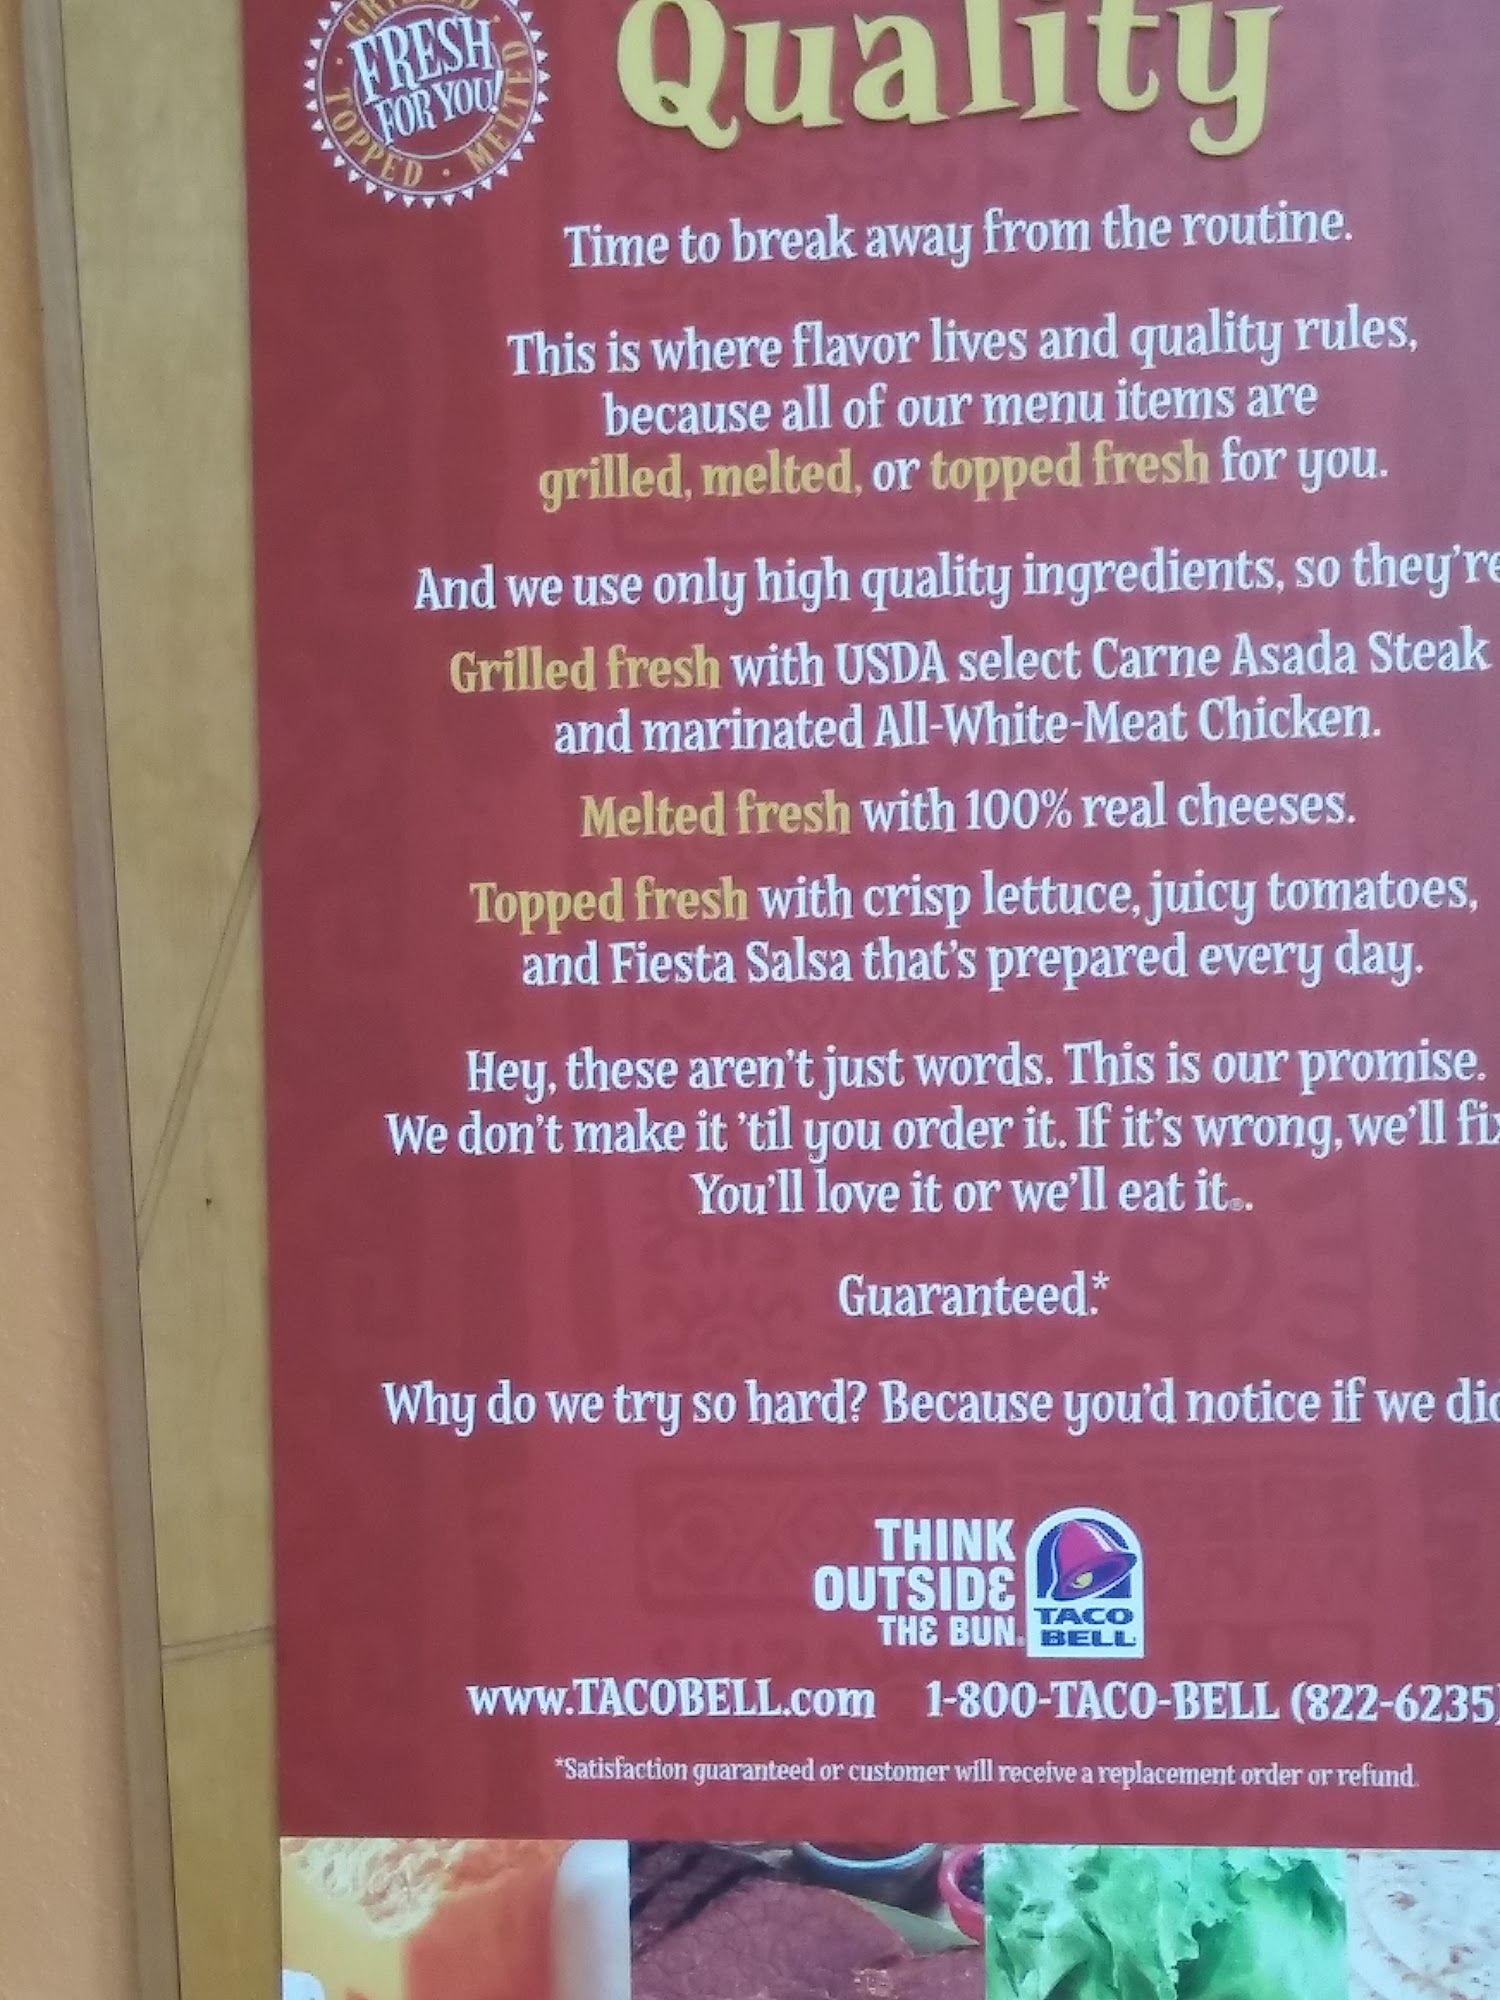 FRESH
FOR YOU!
TOPPED · MELTED
Quality
Time to break away from the routine.
This is where flavor lives and quality rules,
because all of our menu items are
grilled, melted, or topped fresh for you.
And we use only high quality ingredients, so they're
Grilled fresh with USDA select Carne Asada Steak
and marinated All-White-Meat Chicken.
Melted fresh with 100% real cheeses.
Topped fresh with crisp lettuce, juicy tomatoes,
and Fiesta Salsa that's prepared every day.
Hey, these aren't just words. This is our promise.
We don't make it 'til you order it. If it's wrong, we'll
You'll love it or we'll eat it®.
Guaranteed.*
Why do we try so hard? Because you'd notice if we
THINK
OUTSIDE
THE BUN.
TACO
BELL
www.TACOBELL.com 1-800-TACO-BELL (822-6235)
*Satisfaction guaranteed or customer will receive a replacement order or refund.